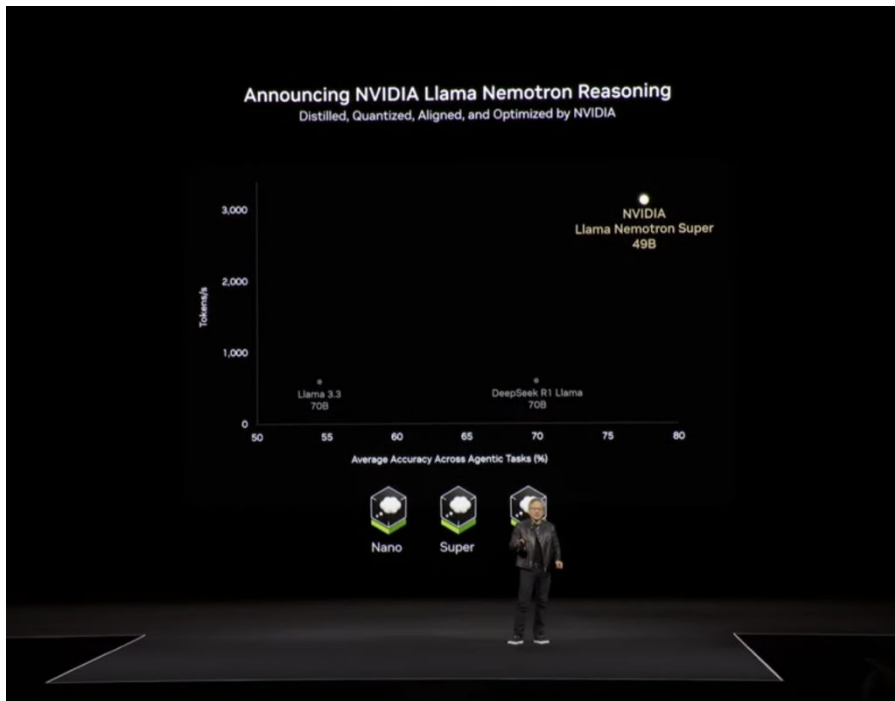 Announcing NVIDIA Llama Nemotron Reasoning
Distilled, Quantized, Aligned, and Optimized by NVIDIA
3,000
NVIDIA
Llama Nemotron Super
49B
2,000
Tokens/s
1,000
Llama 3.3
70B
DeepSeek R1 Llama
70B
0
50
55
60
65
70
75
80
Average Accuracy Across Agentic Tasks (%)
Nano
Super